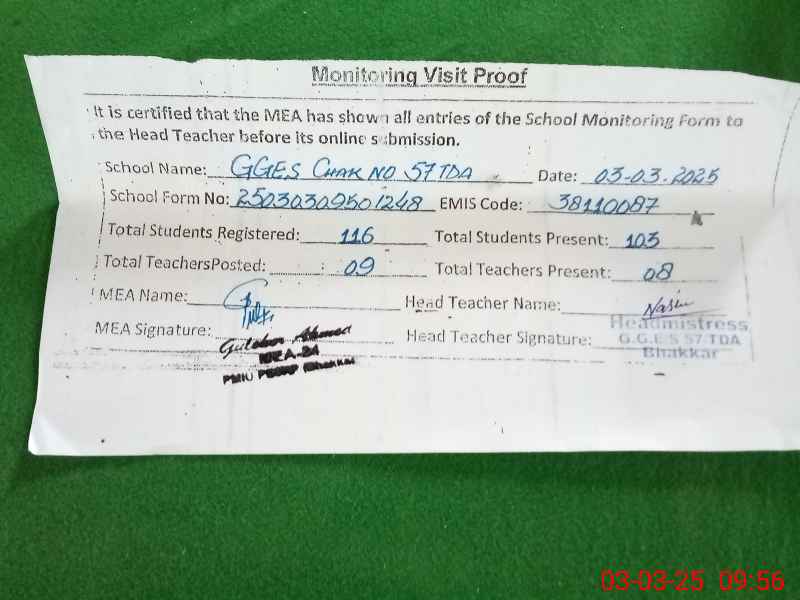 Monitoring Visit Proof
It is certified that the MEA has shown all entries of the School Monitoring Form to
the Head Teacher before its online submission.
School Name: GGES CHAK NO 57 TDA Date: 03-03-2025
School Form No: 25030309501248 EMIS Code: 38110087
Total Students Registered: 116 Total Students Present: 103
Total TeachersPosted: 09 Total Teachers Present: 08
MEA Name: Head Teacher Name:
MEA Signature: Head Teacher Signature:
Headmistress
G.G.E.S 57 TDA
Bhakkar
MEA-24
PMIU Bhakkar
03-03-25 09:56